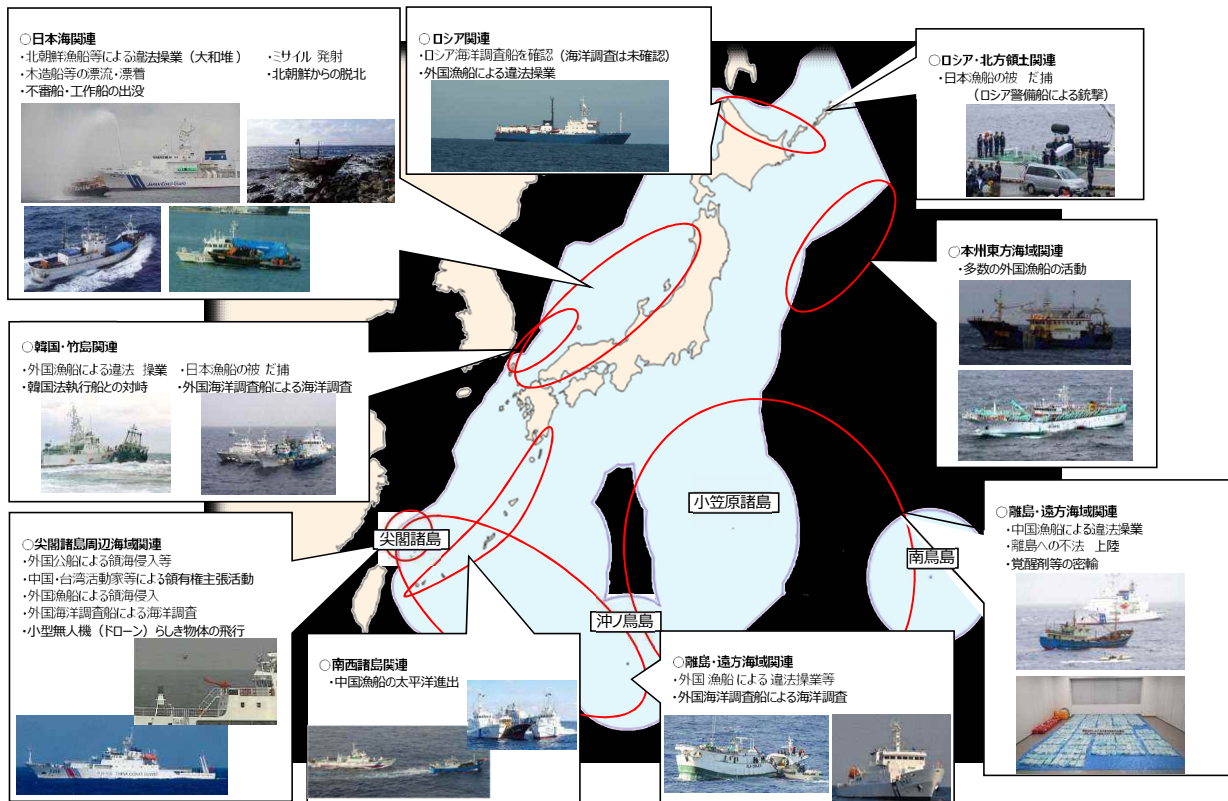 ○日本海関連
・北朝鮮漁船等による違法操業（大和堆）　・ミサイル 発射
・木造船等の漂流・漂着　・北朝鮮からの脱北
・不審船・工作船の出没
○ロシア関連
・ロシア海洋調査船を確認（海洋調査は未確認）
・外国漁船による違法操業
○ロシア・北方領土関連
・日本漁船の被 だ捕
（ロシア警備船による銃撃）
○本州東方海域関連
・多数の外国漁船の活動
○韓国・竹島関連
・外国漁船による違法 操業　・日本漁船の被 だ捕
・韓国法執行船との対峙　・外国海洋調査船による海洋調査
○尖閣諸島周辺海域関連
・外国公船による領海侵入等
・中国・台湾活動家等による領有権主張活動
・外国漁船による領海侵入
・外国海洋調査船による海洋調査
・小型無人機（ドローン）らしき物体の飛行
○南西諸島関連
・中国漁船の太平洋進出
○離島・遠方海域関連
・外国 漁船 による 違法操業等
・外国海洋調査船による海洋調査
○離島・遠方海域関連
・中国漁船による違法操業
・離島への不法 上陸
・覚醒剤等の密輸
尖閣諸島
小笠原諸島
沖ノ鳥島
南鳥島